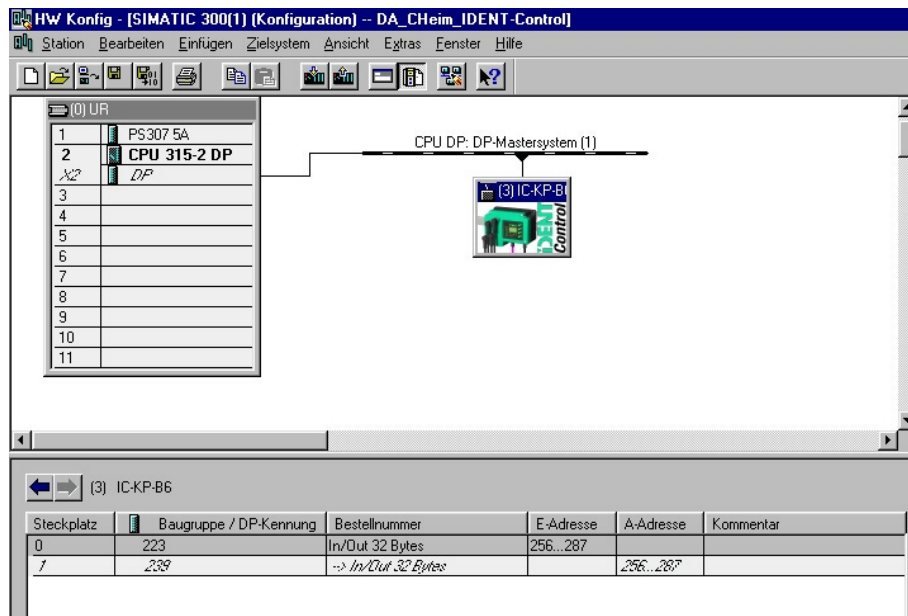 HW Konfig - [SIMATIC 300(1) (Konfiguration) -- DA_CHeim_IDENT-Control]
Station Bearbeiten Einfügen Zielsystem Ansicht Extras Fenster Hilfe
(0) UR
1 PS307 5A
2 CPU 315-2 DP
X2 DP
3
4
5
6
7
8
9
10
11
CPU DP: DP-Mastersystem (1)
(3) IC-KP-B
iDENT
Control
(3) IC-KP-B6
Steckplatz Baugruppe / DP-Kennung Bestellnummer E-Adresse A-Adresse Kommentar
0 223 In/Out 32 Bytes 256...287
1 239 --> In/Out 32 Bytes 256...287